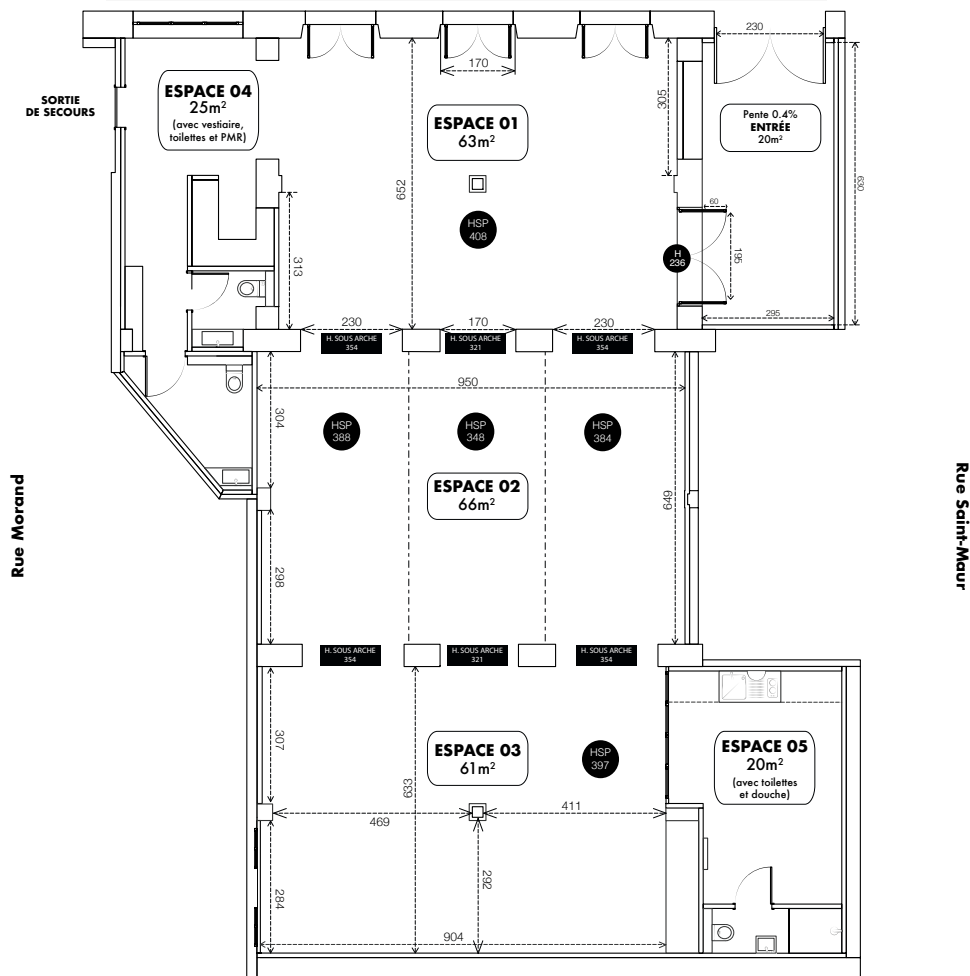 230
170
SORTIE
DE SECOURS
ESPACE 04
25m²
(avec vestiaire,
toilettes et PMR)
ESPACE 01
63m²
305
Pente 0.4%
ENTRÉE
20m²
630
652
HSP
408
60
195
H
236
313
295
230
170
230
H. SOUS ARCHE
354
H. SOUS ARCHE
321
H. SOUS ARCHE
354
950
304
HSP
388
HSP
348
HSP
384
ESPACE 02
66m²
649
Rue Morand
Rue Saint-Maur
298
H. SOUS ARCHE
354
H. SOUS ARCHE
321
H. SOUS ARCHE
354
307
ESPACE 03
61m²
HSP
397
ESPACE 05
20m²
(avec toilettes
et douche)
633
469
411
292
284
904